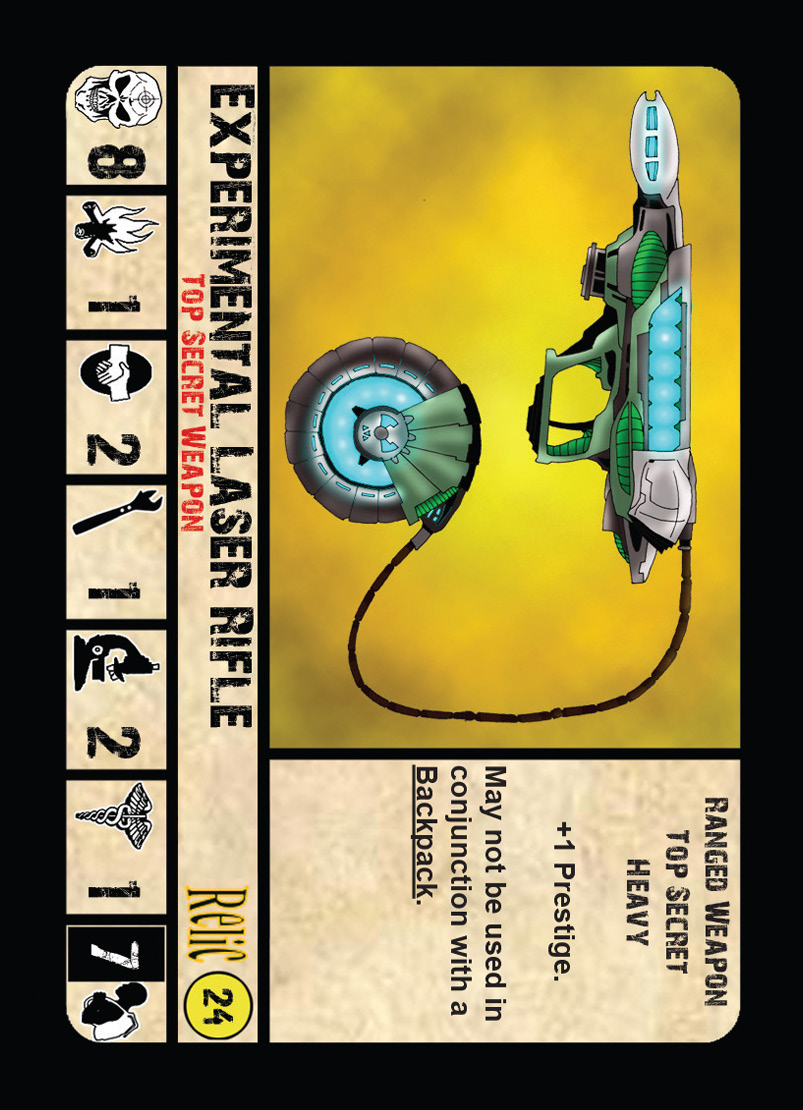 RANGED WEAPON
TOP SECRET
HEAVY
+1 Prestige.
May not be used in
conjunction with a
Backpack.
EXPERIMENTAL LASER RIFLE
TOP SECRET WEAPON
Relic
24
8
1
2
1
2
1
7